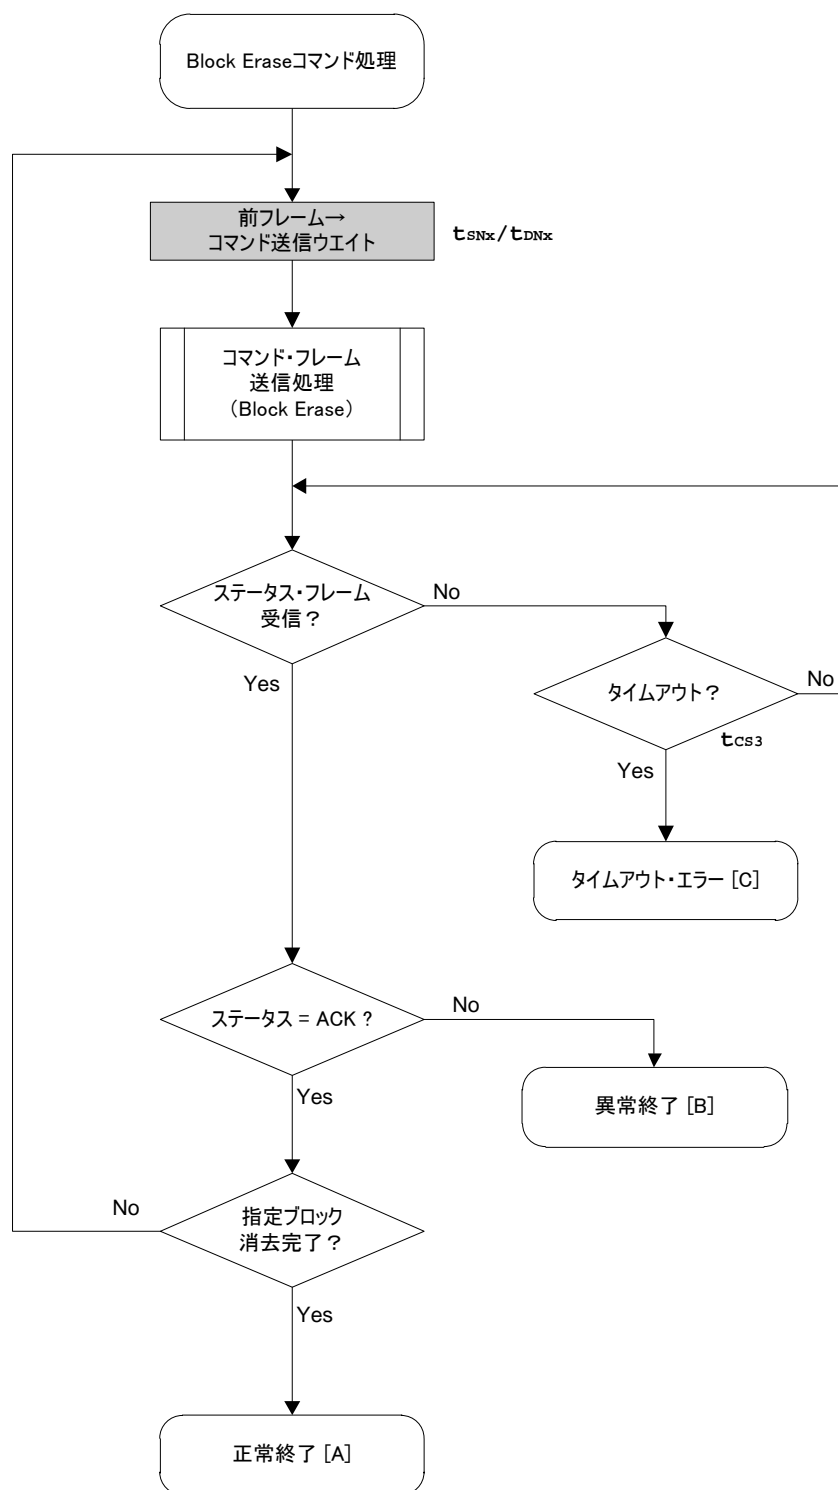 Block Eraseコマンド処理
前フレーム→
コマンド送信ウエイト
tSNx/tDNx
コマンド・フレーム
送信処理
（Block Erase）
ステータス・フレーム
受信？
No
Yes
タイムアウト？
No
tCS3
Yes
タイムアウト・エラー [C]
ステータス = ACK ?
No
Yes
異常終了 [B]
No
指定ブロック
消去完了？
Yes
正常終了 [A]